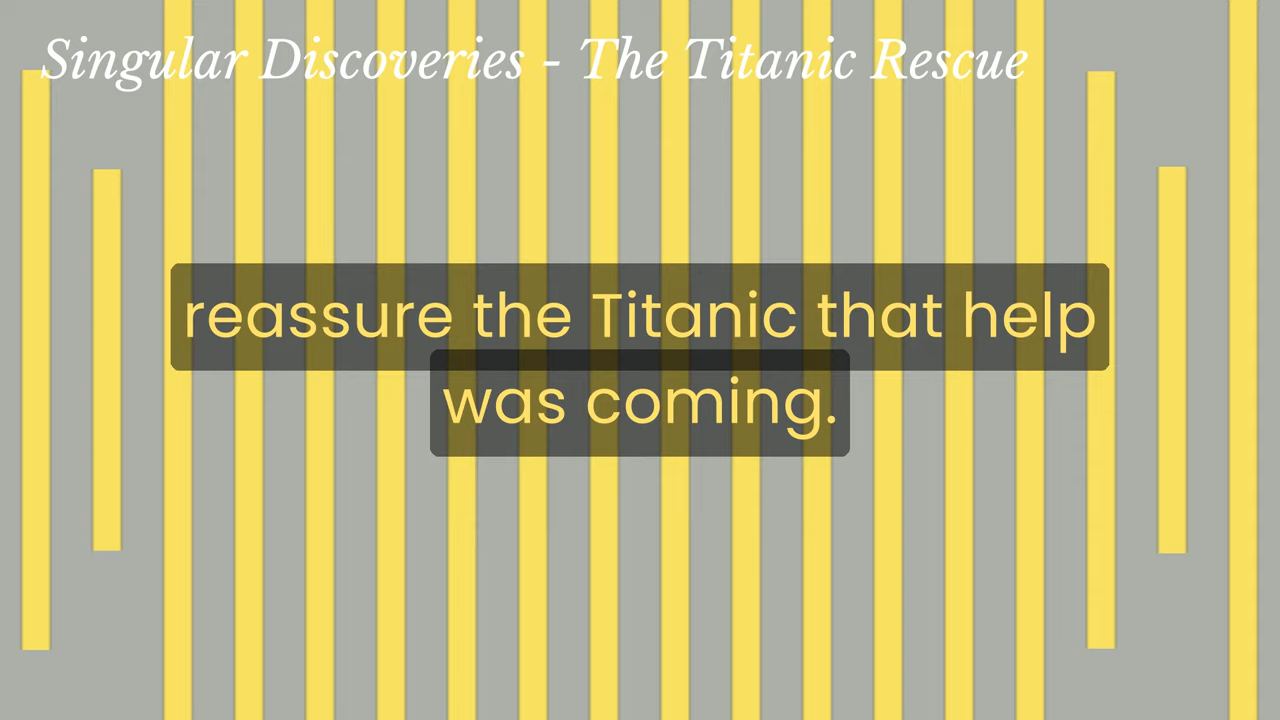 Singular Discoveries - The Titanic Rescue
reassure the Titanic that help
was coming.